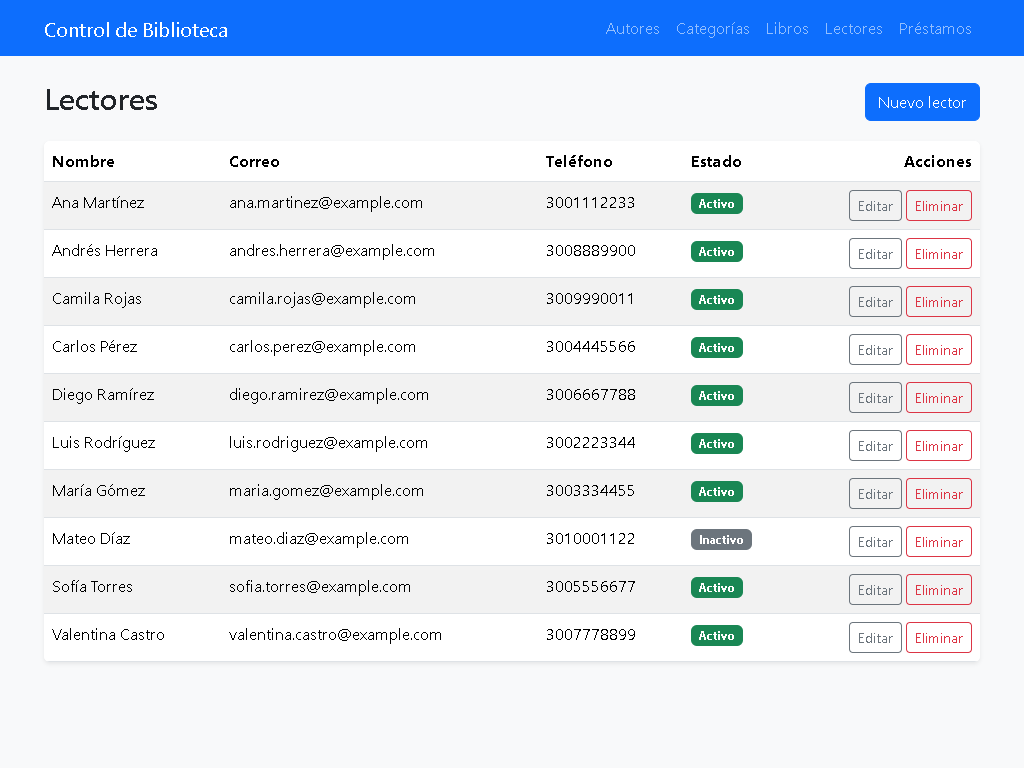 Control de Biblioteca Autores Categorías Libros Lectores Préstamos
Lectores Nuevo lector
Nombre Correo Teléfono Estado Acciones
Ana Martínez ana.martinez@example.com 3001112233 Activo Editar Eliminar
Andrés Herrera andres.herrera@example.com 3008889900 Activo Editar Eliminar
Camila Rojas camila.rojas@example.com 3009990011 Activo Editar Eliminar
Carlos Pérez carlos.perez@example.com 3004445566 Activo Editar Eliminar
Diego Ramírez diego.ramirez@example.com 3006667788 Activo Editar Eliminar
Luis Rodríguez luis.rodriguez@example.com 3002223344 Activo Editar Eliminar
María Gómez maria.gomez@example.com 3003334455 Activo Editar Eliminar
Mateo Díaz mateo.diaz@example.com 3010001122 Inactivo Editar Eliminar
Sofía Torres sofia.torres@example.com 3005556677 Activo Editar Eliminar
Valentina Castro valentina.castro@example.com 3007778899 Activo Editar Eliminar